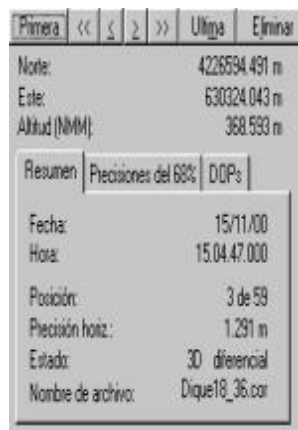 Primera << < > >> Ultima Eliminar
Norte: 4226594.491 m
Este: 630324.043 m
Altitud (NMM): 368.593 m
Resumen Precisiones del 68% DOPs
Fecha: 15/11/00
Hora: 15.04.47.000
Posición: 3 de 59
Precisión horiz.: 1.291 m
Estado: 3D diferencial
Nombre de archivo: Dique18_36.cor